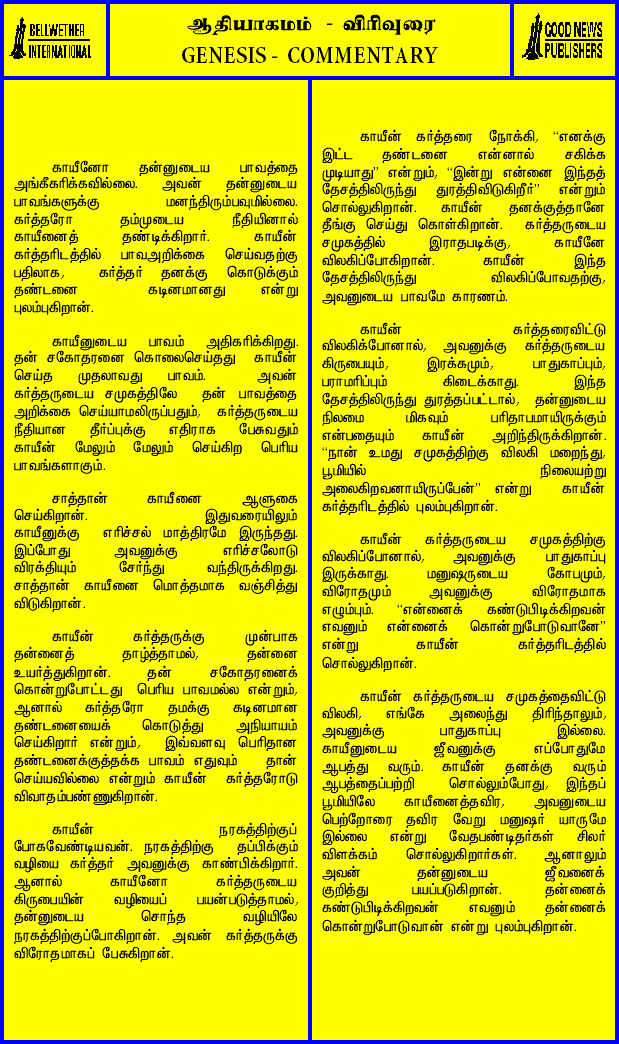 BELLWETHER
INTERNATIONAL
ஆதியாகமம் - விரிவுரை
GENESIS - COMMENTARY
GOOD NEWS
PUBLISHERS
காயீனோ தன்னுடைய பாவத்தை
அங்கீகரிக்கவில்லை. அவன் தன்னுடைய
பாவங்களுக்கு மனந்திரும்பவுமில்லை.
கர்த்தரோ தம்முடைய நீதியினால்
காயீனைத் தண்டிக்கிறார். காயீன்
கர்த்தரிடத்தில் பாவஅறிக்கை செய்வதற்கு
பதிலாக, கர்த்தர் தனக்கு கொடுக்கும்
தண்டனை கடினமானது என்று
புலம்புகிறான்.
காயீனுடைய பாவம் அதிகரிக்கிறது.
தன் சகோதரனை கொலைசெய்தது காயீன்
செய்த முதலாவது பாவம். அவன்
கர்த்தருடைய சமுகத்திலே தன் பாவத்தை
அறிக்கை செய்யாமலிருப்பதும், கர்த்தருடைய
நீதியான தீர்ப்புக்கு எதிராக பேசுவதும்
காயீன் மேலும் மேலும் செய்கிற பெரிய
பாவங்களாகும்.
சாத்தான் காயீனை ஆளுகை
செய்கிறான். இதுவரையிலும்
காயீனுக்கு எரிச்சல் மாத்திரமே இருந்தது.
இப்போது அவனுக்கு எரிச்சலோடு
விரக்தியும் சேர்ந்து வந்திருக்கிறது.
சாத்தான் காயீனை மொத்தமாக வஞ்சித்து
விடுகிறான்.
காயீன் கர்த்தருக்கு முன்பாக
தன்னைத் தாழ்த்தாமல், தன்னை
உயர்த்துகிறான். தன் சகோதரனைக்
கொன்றுபோட்டது பெரிய பாவமல்ல என்றும்,
ஆனால் கர்த்தரோ தமக்கு கடினமான
தண்டனையைக் கொடுத்து அநியாயம்
செய்கிறார் என்றும், இவ்வளவு பெரிதான
தண்டனைக்குத்தக்க பாவம் எதுவும் தான்
செய்யவில்லை என்றும் காயீன் கர்த்தரோடு
விவாதம்பண்ணுகிறான்.
காயீன் நரகத்திற்குப்
போகவேண்டியவன். நரகத்திற்கு தப்பிக்கும்
வழியை கர்த்தர் அவனுக்கு காண்பிக்கிறார்.
ஆனால் காயீனோ கர்த்தருடைய
கிருபையின் வழியைப் பயன்படுத்தாமல்,
தன்னுடைய சொந்த வழியிலே
நரகத்திற்குப்போகிறான். அவன் கர்த்தருக்கு
விரோதமாகப் பேசுகிறான்.
காயீன் கர்த்தரை நோக்கி, “எனக்கு
இட்ட தண்டனை என்னால் சகிக்க
முடியாது” என்றும், “இன்று என்னை இந்தத்
தேசத்திலிருந்து துரத்திவிடுகிறீர்” என்றும்
சொல்லுகிறான். காயீன் தனக்குத்தானே
தீங்கு செய்து கொள்கிறான். கர்த்தருடைய
சமுகத்தில் இராதபடிக்கு, காயீனே
விலகிப்போகிறான். காயீன் இந்த
தேசத்திலிருந்து விலகிப்போவதற்கு,
அவனுடைய பாவமே காரணம்.
காயீன் கர்த்தரைவிட்டு
விலகிக்போனால், அவனுக்கு கர்த்தருடைய
கிருபையும், இரக்கமும், பாதுகாப்பும்,
பராமரிப்பும் கிடைக்காது. இந்த
தேசத்திலிருந்து துரத்தப்பட்டால், தன்னுடைய
நிலமை மிகவும் பரிதாபமாயிருக்கும்
என்பதையும் காயீன் அறிந்திருக்கிறான்.
“நான் உமது சமுகத்திற்கு விலகி மறைந்து,
பூமியில் நிலையற்று
அலைகிறவனாயிருப்பேன்” என்று காயீன்
கர்த்தரிடத்தில் புலம்புகிறான்.
காயீன் கர்த்தருடைய சமுகத்திற்கு
விலகிப்போனால், அவனுக்கு பாதுகாப்பு
இருக்காது. மனுஷருடைய கோபமும்,
விரோதமும் அவனுக்கு விரோதமாக
எழும்பும். “என்னைக் கண்டுபிடிக்கிறவன்
எவனும் என்னைக் கொன்றுபோடுவானே”
என்று காயீன் கர்த்தரிடத்தில்
சொல்லுகிறான்.
காயீன் கர்த்தருடைய சமுகத்தைவிட்டு
விலகி, எங்கே அலைந்து திரிந்தாலும்,
அவனுக்கு பாதுகாப்பு இல்லை.
காயீனுடைய ஜீவனுக்கு எப்போதுமே
ஆபத்து வரும். காயீன் தனக்கு வரும்
ஆபத்தைப்பற்றி சொல்லும்போது, இந்தப்
பூமியிலே காயீனைத்தவிர, அவனுடைய
பெற்றோரை தவிர வேறு மனுஷர் யாருமே
இல்லை என்று வேதபண்டிதர்கள் சிலர்
விளக்கம் சொல்லுகிறார்கள். ஆனாலும்
அவன் தன்னுடைய ஜீவனைக்
குறித்து பயப்படுகிறான். தன்னைக்
கண்டுபிடிக்கிறவன் எவனும் தன்னைக்
கொன்றுபோடுவான் என்று புலம்புகிறான்.